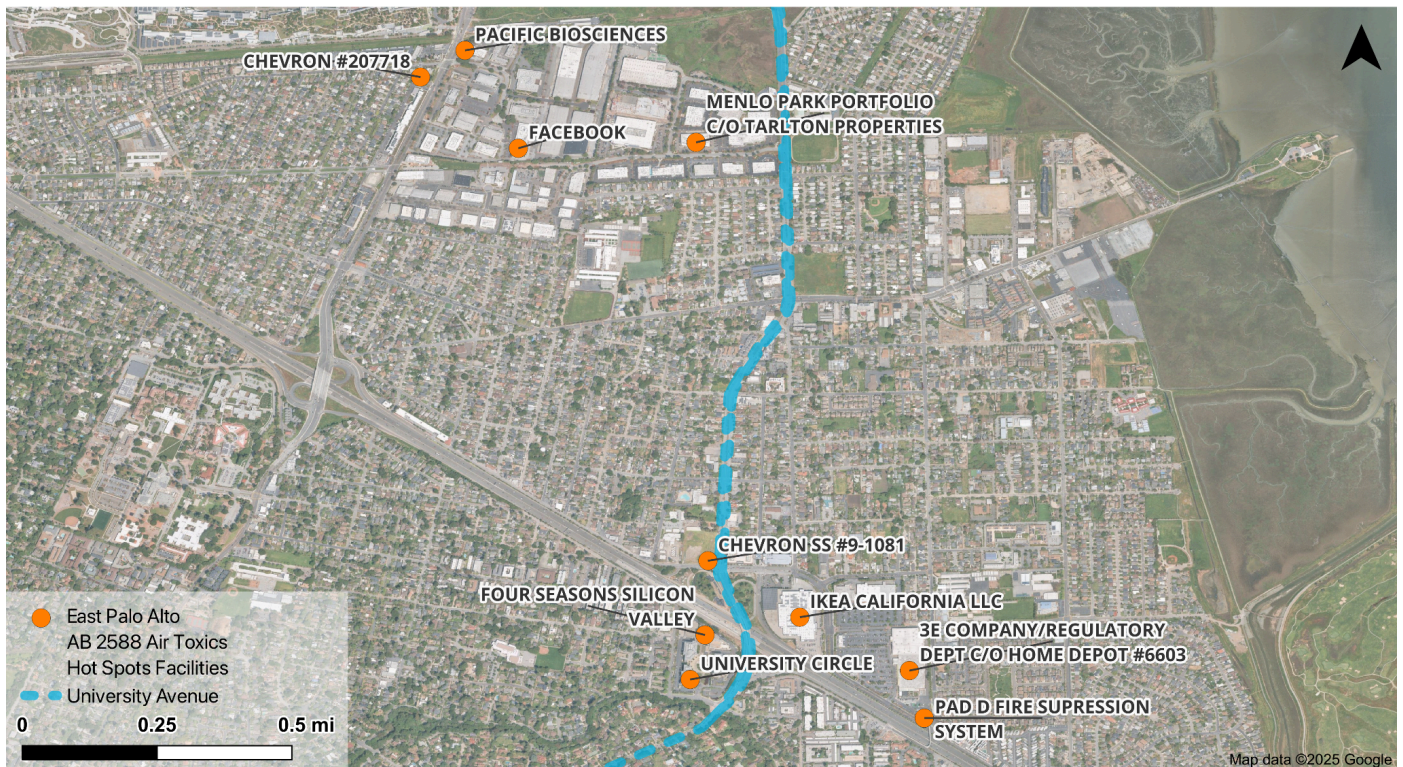 PACIFIC BIOSCIENCES
CHEVRON #207718
MENLO PARK PORTFOLIO
C/O TARLTON PROPERTIES
FACEBOOK
CHEVRON SS #9-1081
FOUR SEASONS SILICON
VALLEY
IKEA CALIFORNIA LLC
3E COMPANY/REGULATORY
DEPT C/O HOME DEPOT #6603
UNIVERSITY CIRCLE
PAD D FIRE SUPRESSION
SYSTEM
East Palo Alto
AB 2588 Air Toxics
Hot Spots Facilities
University Avenue
0 0.25 0.5 mi
Map data ©2025 Google